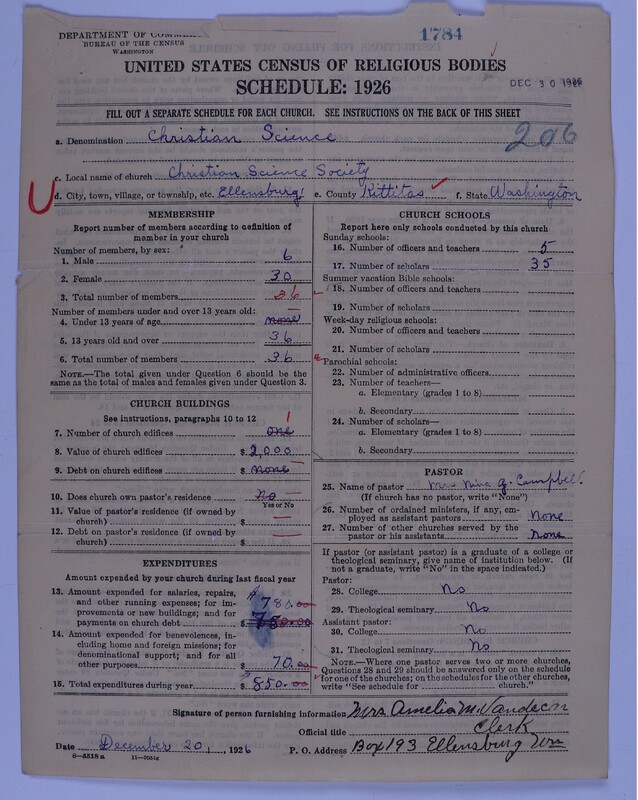 DEPARTMENT OF COMM
BUREAU OF THE CENSUS
WASHINGTON
1784
UNITED STATES CENSUS OF RELIGIOUS BODIES
SCHEDULE: 1926
DEC 30 1926
FILL OUT A SEPARATE SCHEDULE FOR EACH CHURCH. SEE INSTRUCTIONS ON THE BACK OF THIS SHEET
a. Denomination Christian Science
206
c. Local name of church Christian Science Society
d. City, town, village, or township, etc. Ellensburg e. County Kittitas f. State Washington
MEMBERSHIP
Report number of members according to definition of
member in your church
Number of members, by sex:
1. Male 6
2. Female 30
3. Total number of members 36
Number of members under and over 13 years old:
4. Under 13 years of age none
5. 13 years old and over 36
6. Total number of members 36
NOTE.—The total given under Question 6 should be
same as the total of males and females given under Question 3.
CHURCH BUILDINGS
See instructions, paragraphs 10 to 12
1
7. Number of church edifices one
8. Value of church edifices $ 2,000
9. Debt on church edifices $ none
10. Does church own pastor's residence No
Yes or No
11. Value of pastor's residence (if owned by
church) $
12. Debt on pastor's residence (if owned by
church) $
EXPENDITURES
Amount expended by your church during last fiscal year
13. Amount expended for salaries, repairs,
and other running expenses; for im-
provements or new buildings; and for
payments on church debt $ 780.00
14. Amount expended for benevolences, in-
cluding home and foreign missions; for
denominational support; and for all
other purposes 70.00
15. Total expenditures during year $ 850.00
CHURCH SCHOOLS
Report here only schools conducted by this church
Sunday schools:
16. Number of officers and teachers 5
17. Number of scholars 35
Summer vacation Bible schools:
18. Number of officers and teachers
19. Number of scholars
Week-day religious schools:
20. Number of officers and teachers
21. Number of scholars
Parochial schools:
22. Number of administrative officers
23. Number of teachers—
a. Elementary (grades 1 to 8)
b. Secondary
24. Number of scholars—
a. Elementary (grades 1 to 8)
b. Secondary
PASTOR
25. Name of pastor Mrs Nina G. Campbell
(If church has no pastor, write "None")
26. Number of ordained ministers, if any, em-
ployed as assistant pastors None
27. Number of other churches served by the
pastor or his assistants None
If pastor (or assistant pastor) is a graduate of a college or
theological seminary, give name of institution below. (If
not a graduate, write "No" in the space indicated.)
Pastor:
28. College No
29. Theological seminary No
Assistant pastor:
30. College No
31. Theological seminary No
NOTE.—Where one pastor serves two or more churches,
Questions 28 and 29 should be answered only on the schedule
for one of the churches; on the schedules for the other churches,
write "See schedule for church."
Signature of person furnishing information Mrs Amelia M. Vandecar
Official title Clerk
Date December 20, , 1926 P. O. Address Box 193 Ellensburg Wn
8—5518a 11—9054a